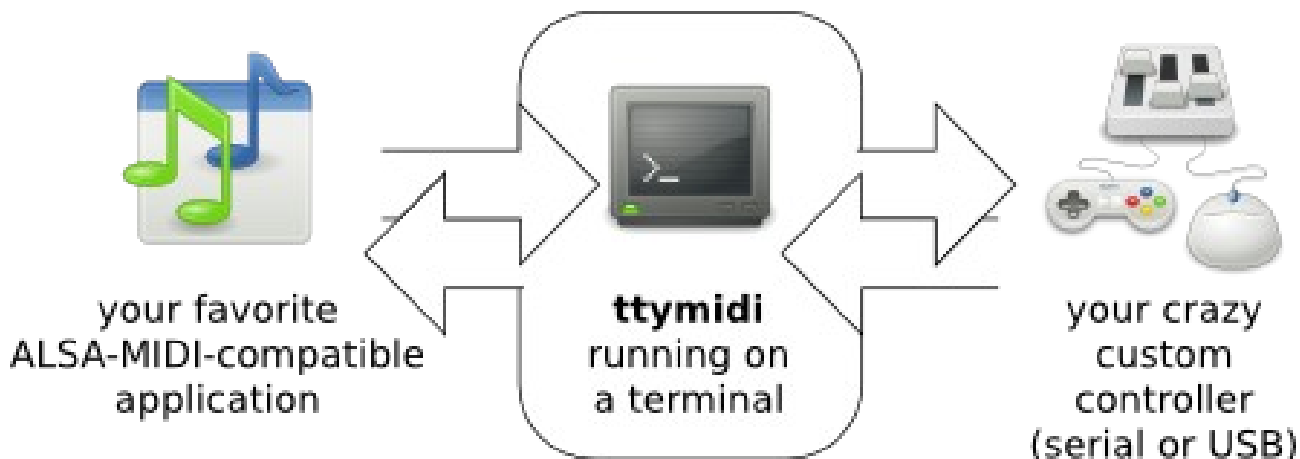 your favorite
ALSA-MIDI-compatible
application
>_
ttymidi
running on
a terminal
your crazy
custom
controller
(serial or USB)